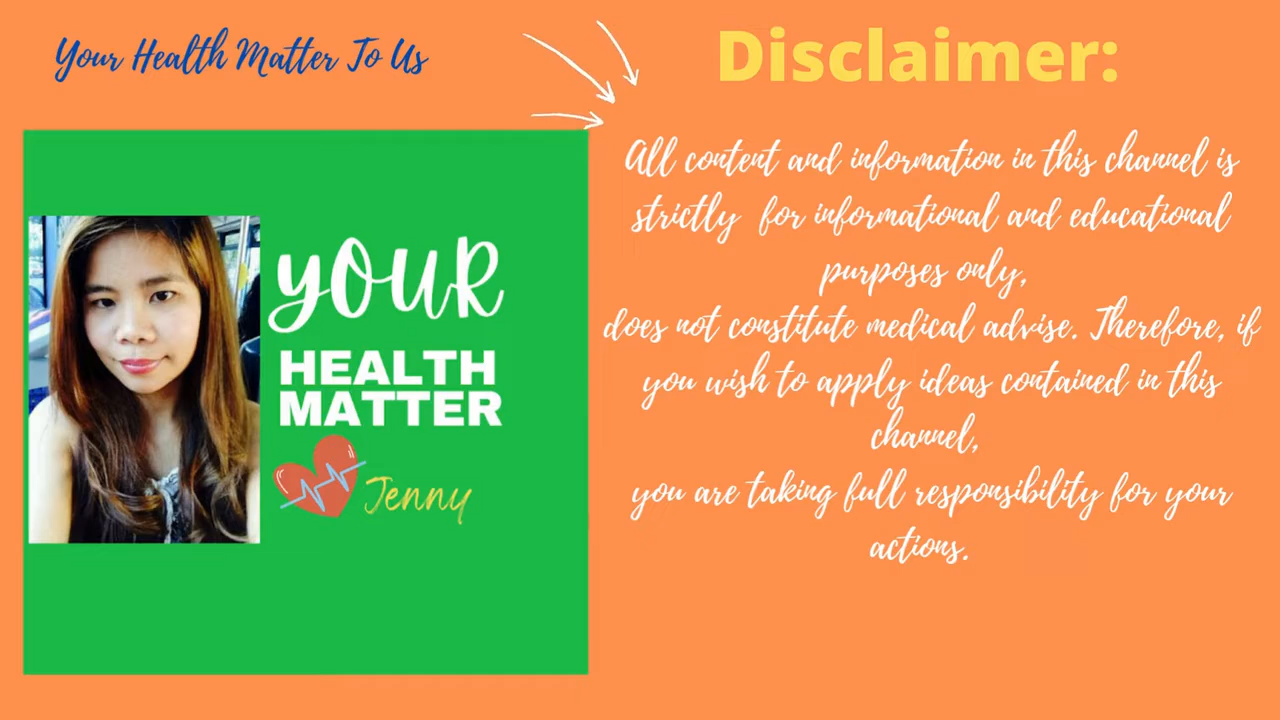 Your Health Matter To Us
yOUR
HEALTH
MATTER
Jenny
Disclaimer:
All content and information in this channel is
strictly for informational and educational
purposes only,
does not constitute medical advise. Therefore, if
you wish to apply ideas contained in this
channel,
you are taking full responsibility for your
actions.